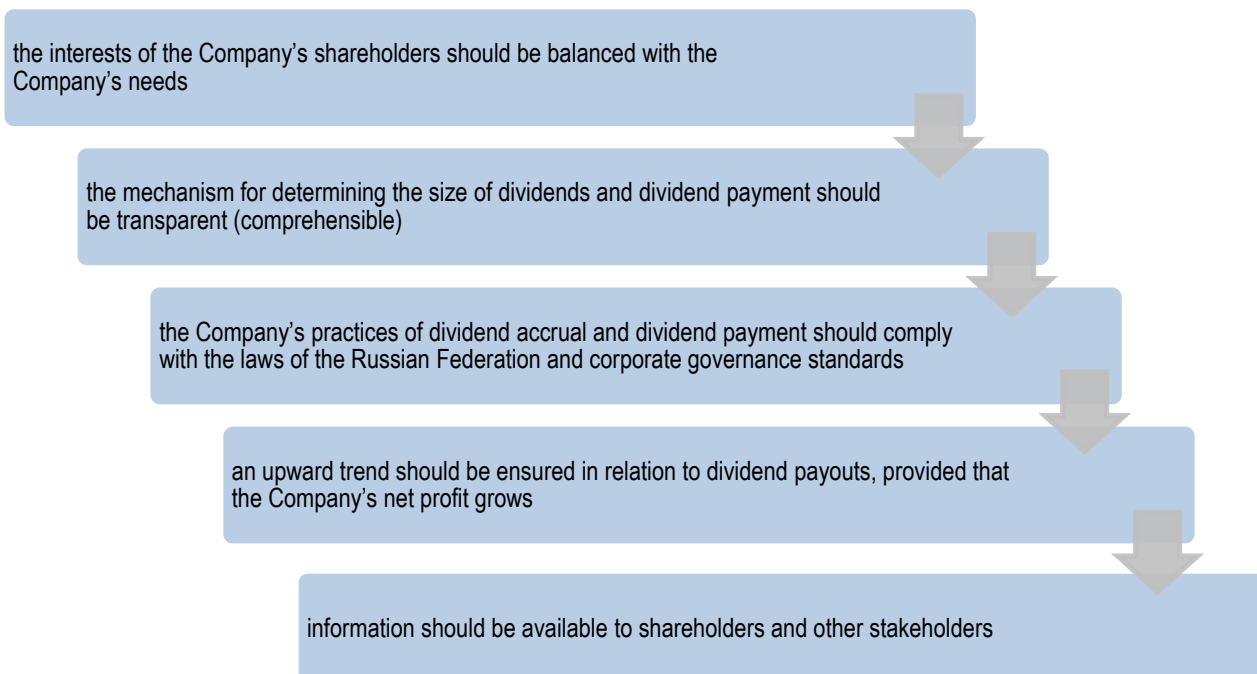 the interests of the Company’s shareholders should be balanced with the
Company’s needs
the mechanism for determining the size of dividends and dividend payment should
be transparent (comprehensible)
the Company’s practices of dividend accrual and dividend payment should comply
with the laws of the Russian Federation and corporate governance standards
an upward trend should be ensured in relation to dividend payouts, provided that
the Company’s net profit grows
information should be available to shareholders and other stakeholders